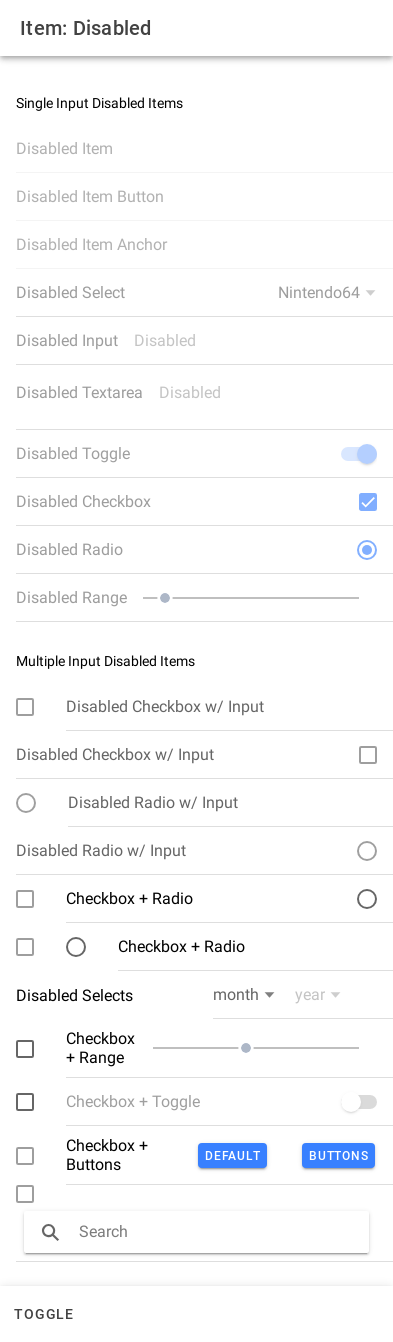 Item: Disabled
Single Input Disabled Items
Disabled Item
Disabled Item Button
Disabled Item Anchor
Disabled Select Nintendo64
Disabled Input Disabled
Disabled Textarea Disabled
Disabled Toggle
Disabled Checkbox
Disabled Radio
Disabled Range
Multiple Input Disabled Items
Disabled Checkbox w/ Input
Disabled Checkbox w/ Input
Disabled Radio w/ Input
Disabled Radio w/ Input
Checkbox + Radio
Checkbox + Radio
Disabled Selects month year
Checkbox
+ Range
Checkbox + Toggle
Checkbox +
Buttons
DEFAULT BUTTONS
Search
TOGGLE